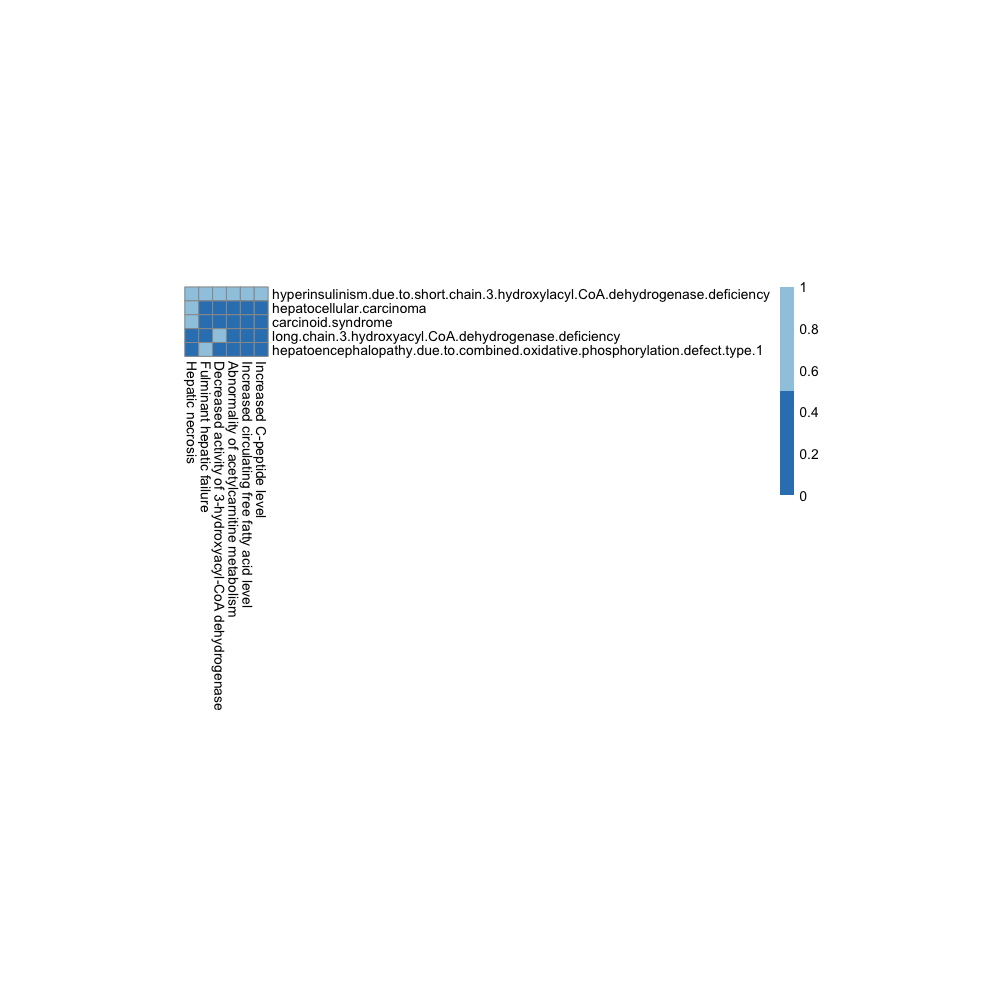 hyperinsulinism.due.to.short.chain.3.hydroxylacyl.CoA.dehydrogenase.deficiency
hepatocellular.carcinoma
carcinoid.syndrome
long.chain.3.hydroxyacyl.CoA.dehydrogenase.deficiency
hepatoencephalopathy.due.to.combined.oxidative.phosphorylation.defect.type.1
Hepatic necrosis
Fulminant hepatic failure
Decreased activity of 3-hydroxyacyl-CoA dehydrogenase
Abnormality of acetylcarnitine metabolism
Increased circulating free fatty acid level
Increased C-peptide level
1
0.8
0.6
0.4
0.2
0